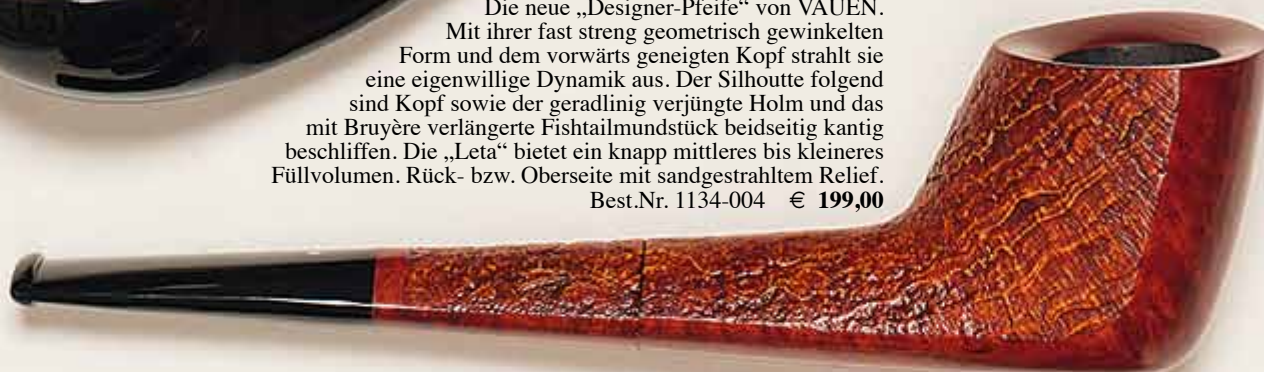 Die neue „Designer-Pfeife“ von VAUEN.
Mit ihrer fast streng geometrisch gewinkelten
Form und dem vorwärts geneigten Kopf strahlt sie
eine eigenwillige Dynamik aus. Der Silhoutte folgend
sind Kopf sowie der geradlinig verjüngte Holm und das
mit Bruyère verlängerte Fishtailmundstück beidseitig kantig
beschliffen. Die „Leta“ bietet ein knapp mittleres bis kleineres
Füllvolumen. Rück- bzw. Oberseite mit sandgestrahltem Relief.
Best.Nr. 1134-004 € 199,00